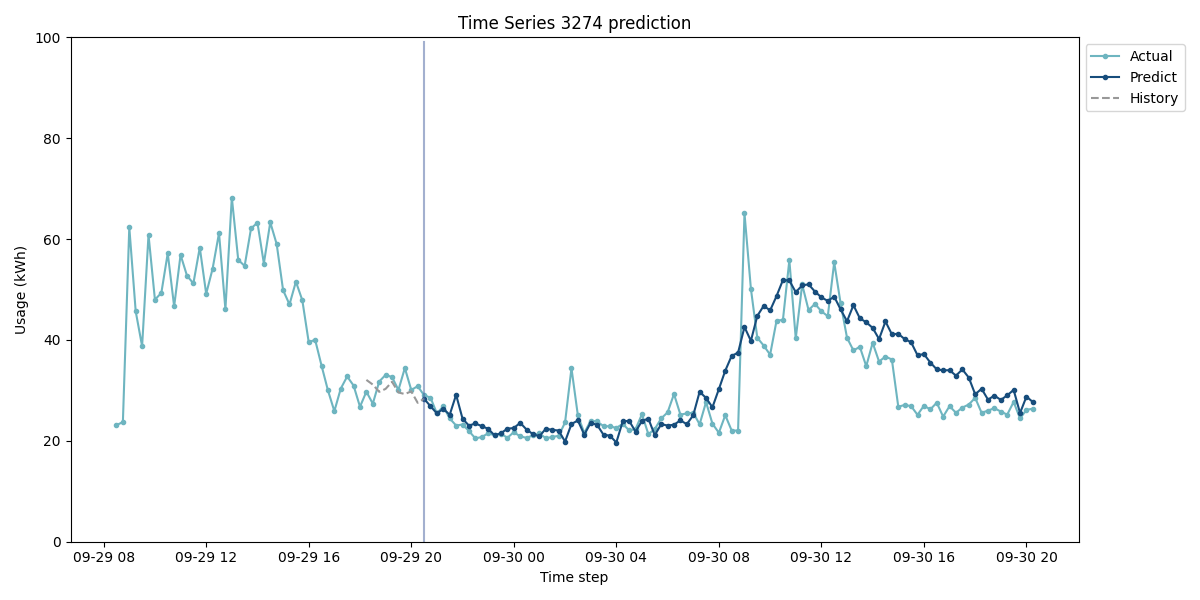 Time Series 3274 prediction
100
80
60
40
20
0
Usage (kWh)
09-29 08
09-29 12
09-29 16
09-29 20
09-30 00
09-30 04
09-30 08
09-30 12
09-30 16
09-30 20
Time step
Actual
Predict
History